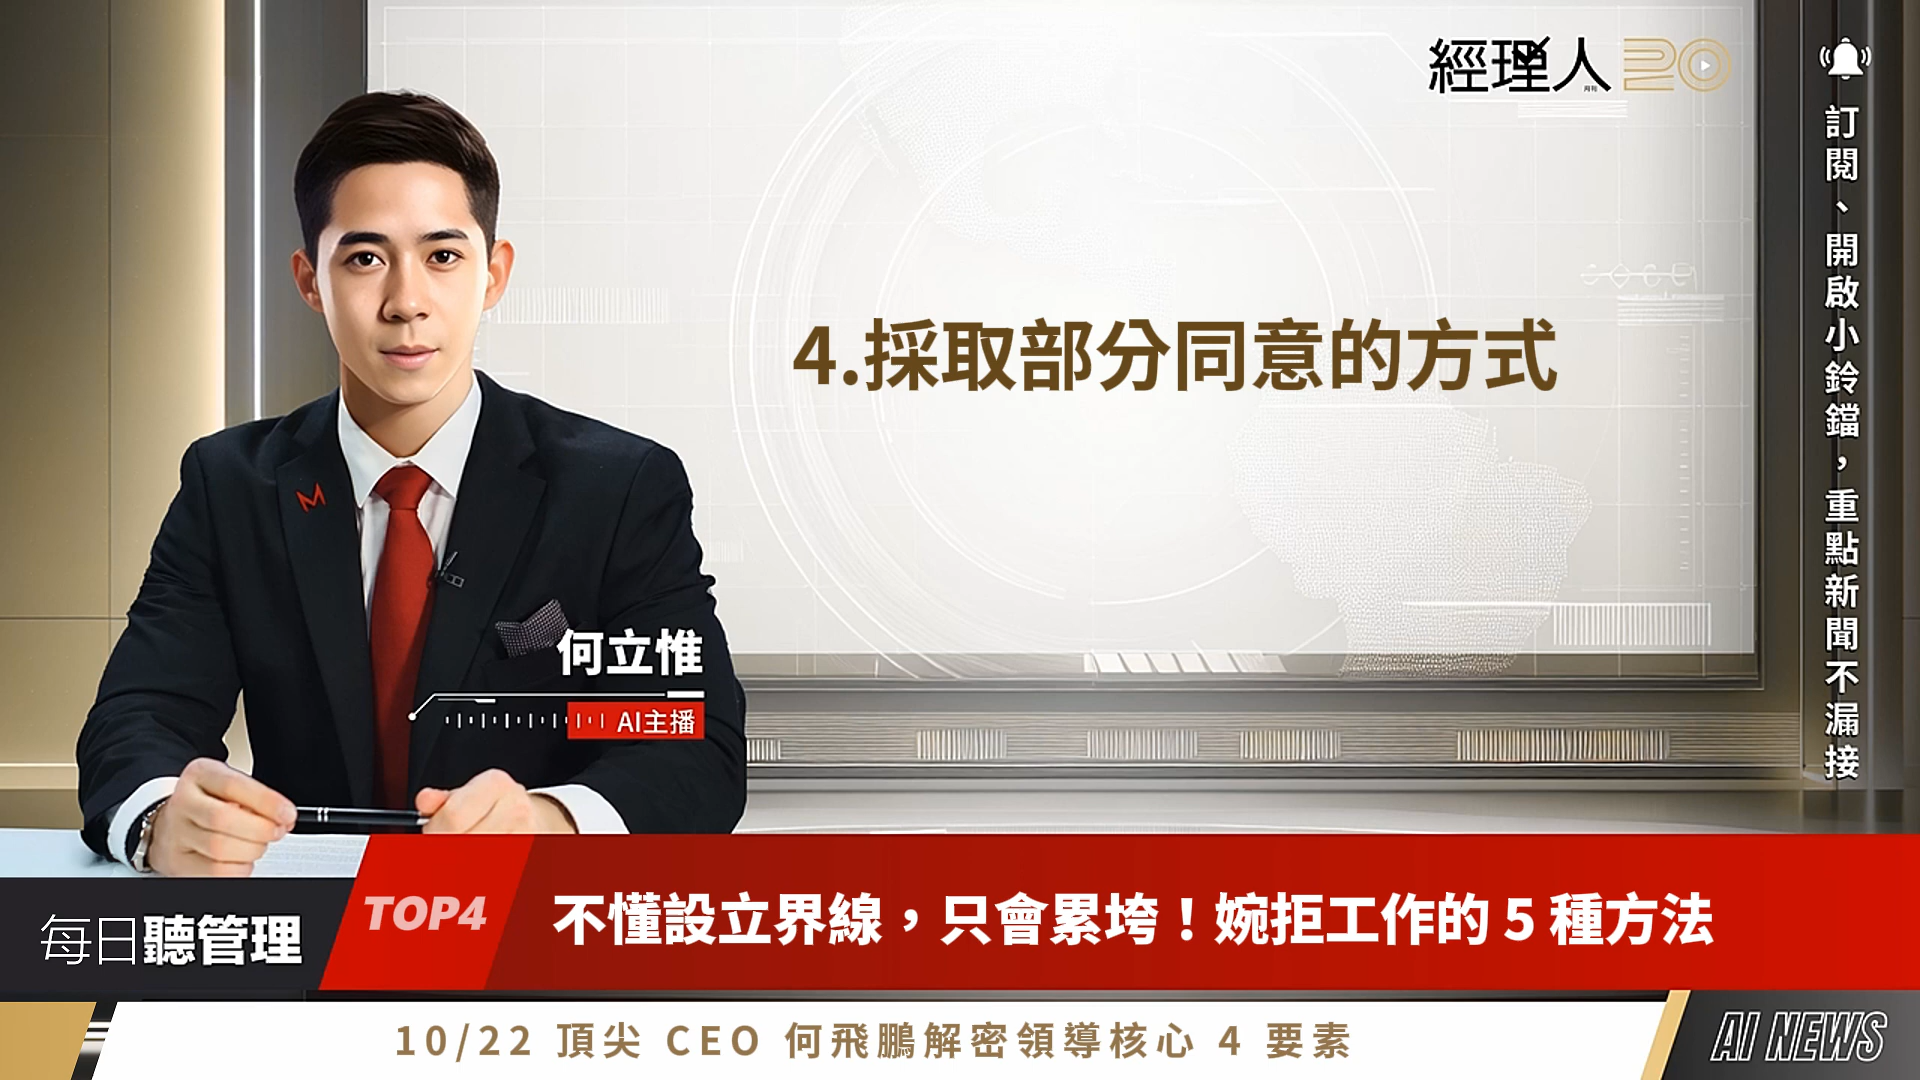 經理人 20
月刊
訂閱、開啟小鈴鐺，重點新聞不漏接
4.採取部分同意的方式
M
何立惟
AI主播
每日聽管理
TOP4
不懂設立界線，只會累垮！婉拒工作的 5 種方法
10/22 頂尖 CEO 何飛鵬解密領導核心 4 要素
AI NEWS